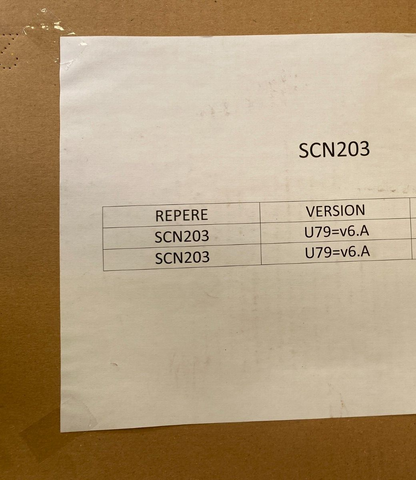 SCN203
REPERE VERSION
SCN203 U79=v6.A
SCN203 U79=v6.A